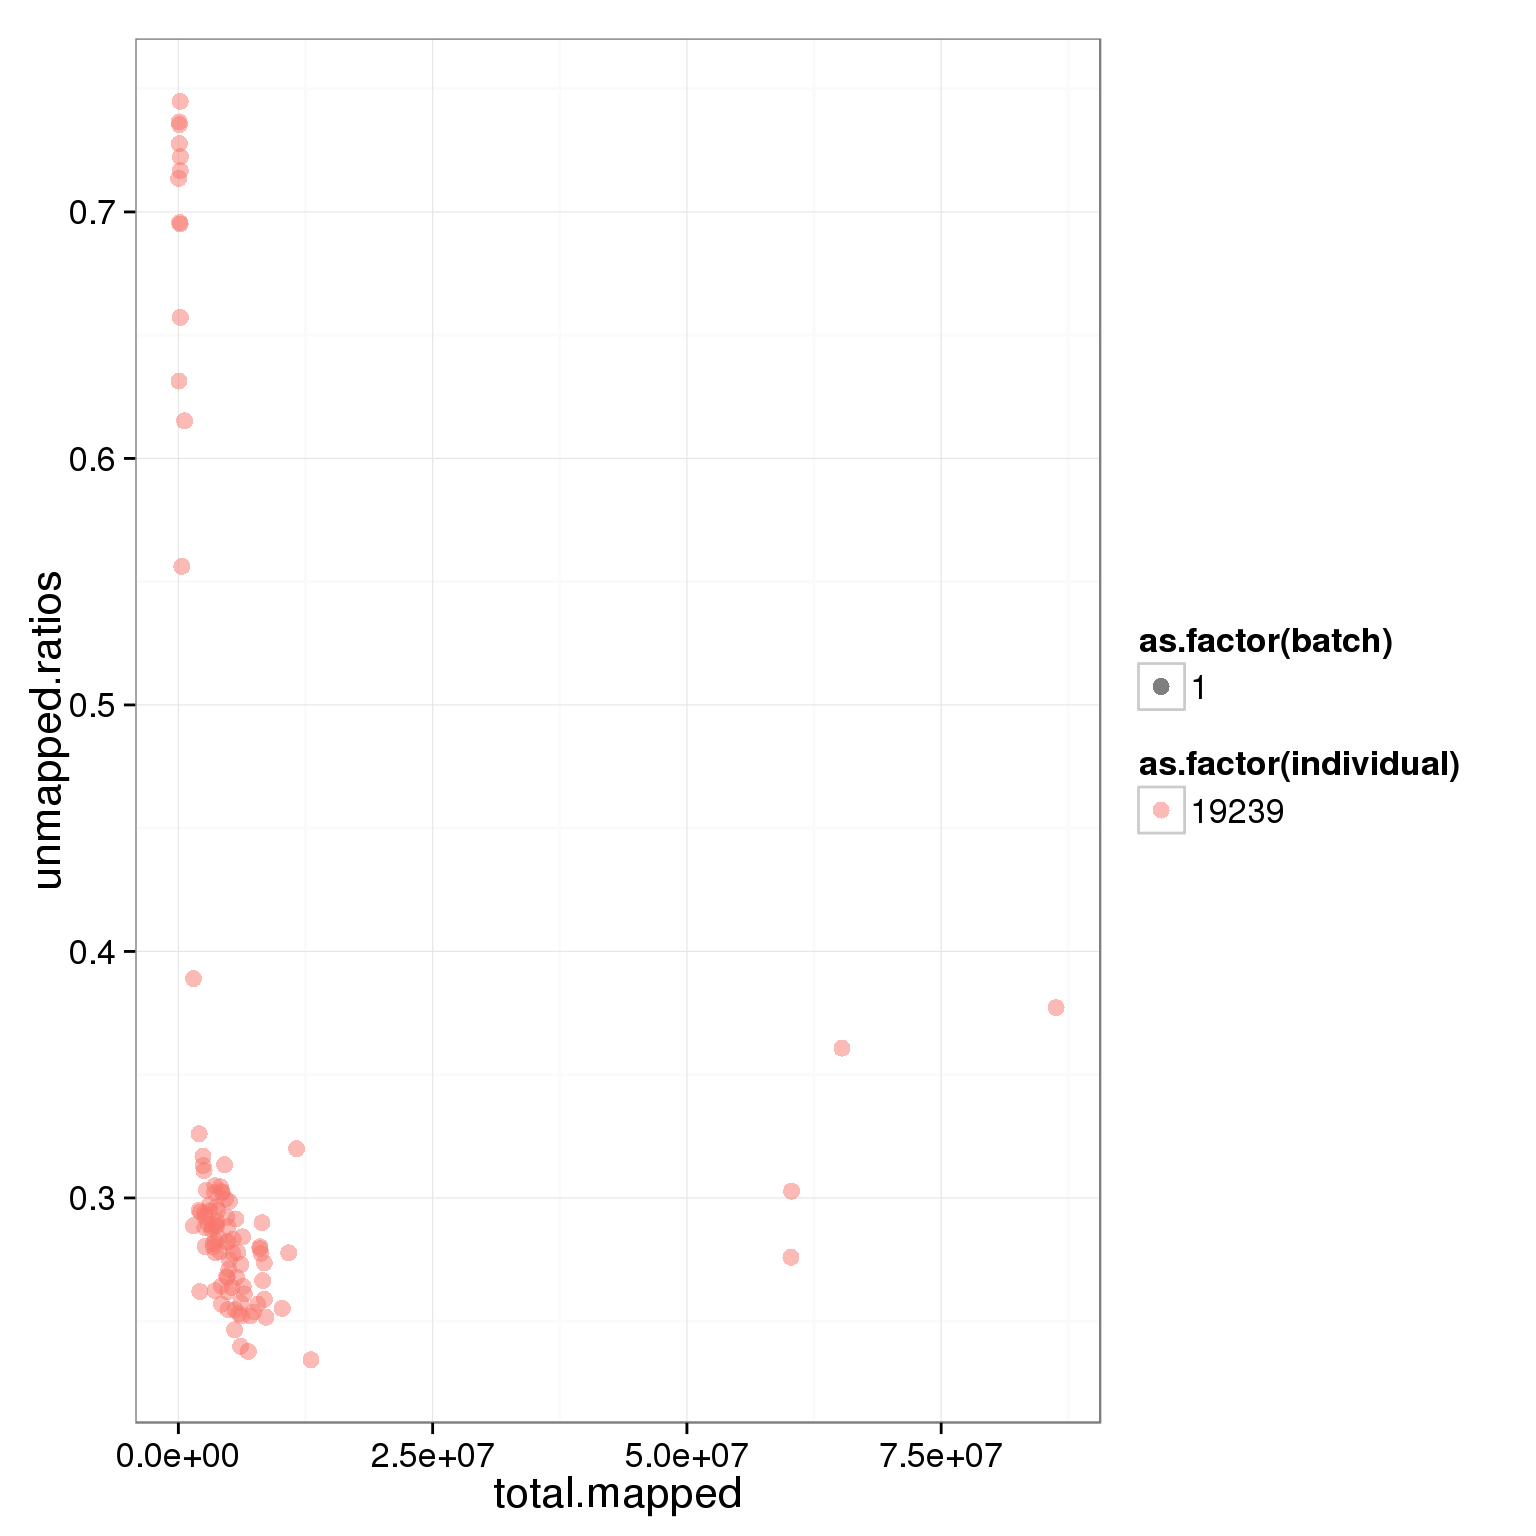 0.7
0.6
0.5
0.4
0.3
unmapped.ratios
0.0e+00 2.5e+07 5.0e+07 7.5e+07
total.mapped
as.factor(batch)
1
as.factor(individual)
19239